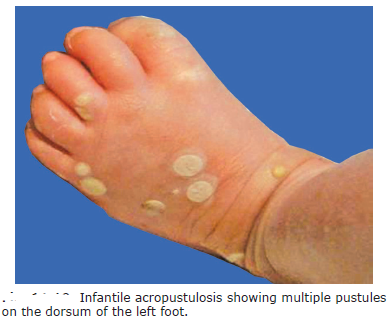 Infantile acropustulosis showing multiple pustules
on the dorsum of the left foot.